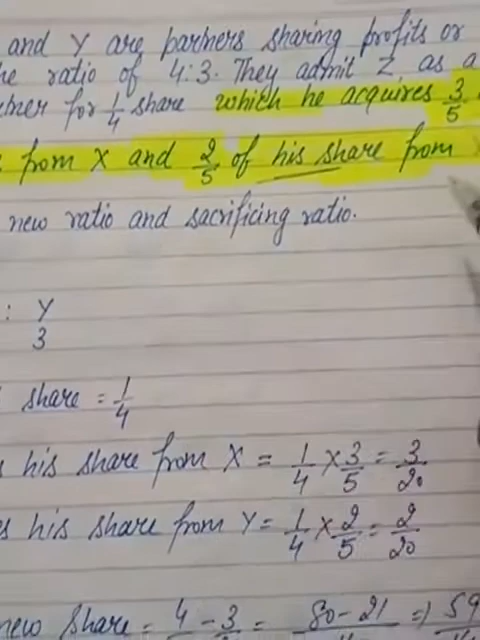 and Y are partners sharing profits or
he ratio of 4:3. They admit Z as a
tner for 1/4 share which he acquires 3/5
from X and 2/5 of his share from
new ratio and sacrificing ratio.
: Y
3
share = 1/4
his share from X = 1/4 × 3/5 = 3/20
s his share from Y = 1/4 × 2/5 = 2/20
new share = 4 - 3 = 80 - 21 => 59